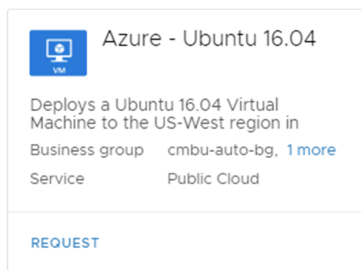 VM
Azure - Ubuntu 16.04
Deploys a Ubuntu 16.04 Virtual
Machine to the US-West region in
Business group cmbu-auto-bg, 1 more
Service Public Cloud
REQUEST